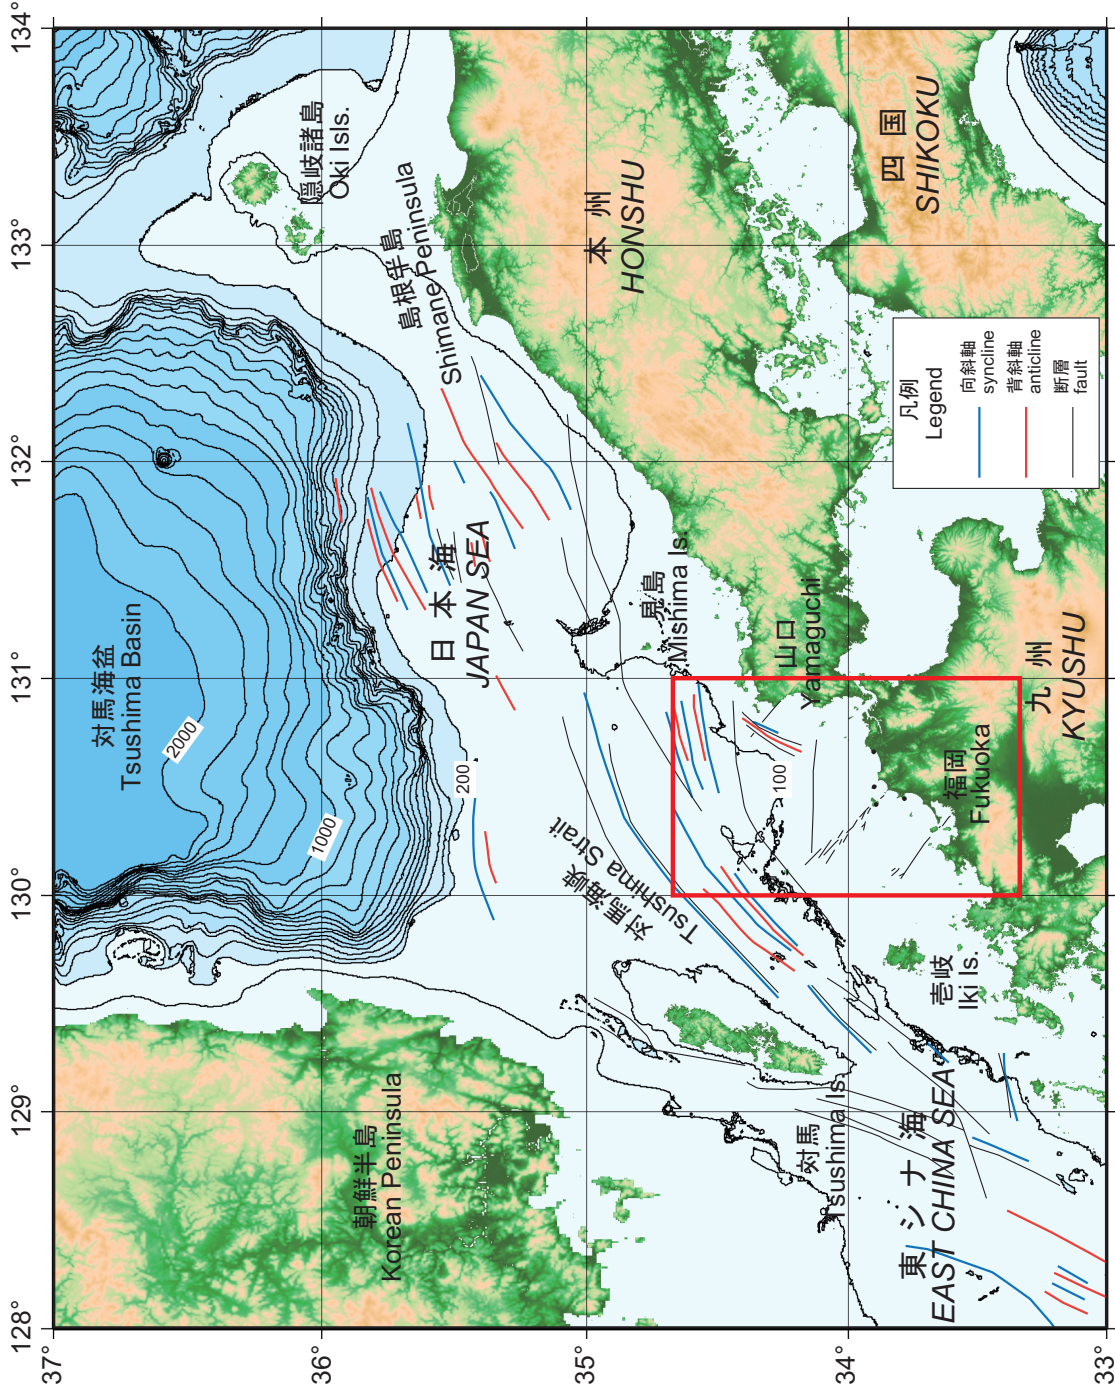 134°
133°
132°
131°
130°
129°
128°
37°
36°
35°
34°
33°
対馬海盆
Tsushima Basin
2000
1000
200
100
隠岐諸島
Oki Isls.
島根半島
Shimane Peninsula
本 州
HONSHU
四 国
SHIKOKU
日 本 海
JAPAN SEA
見島
Mishima Is.
山口
Yamaguchi
九 州
KYUSHU
福岡
Fukuoka
対馬海峡
Tsushima Strait
壱岐
Iki Is.
対馬
Tsushima Is.
朝鮮半島
Korean Peninsula
東 シ ナ 海
EAST CHINA SEA
凡例
Legend
向斜軸
syncline
背斜軸
anticline
断層
fault